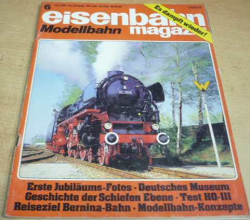 6
eisenbahn
Modellbahn magazin
Es dampft wieder!
Erste Jubiläums-Fotos · Deutsches Museum
Geschichte der Schiefen Ebene · Test HO-III
Reiseziel Bernina-Bahn · Modellbahn-Konzepte